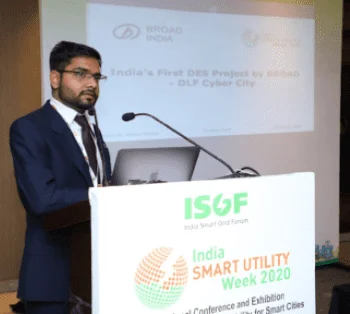 BROAD
INDIA
India's First DES Project by BROAD
- DLF Cyber City
ISGF
India Smart Grid Forum
India
SMART UTILITY
Week 2020
Conference and Exhibition
for Smart Cities